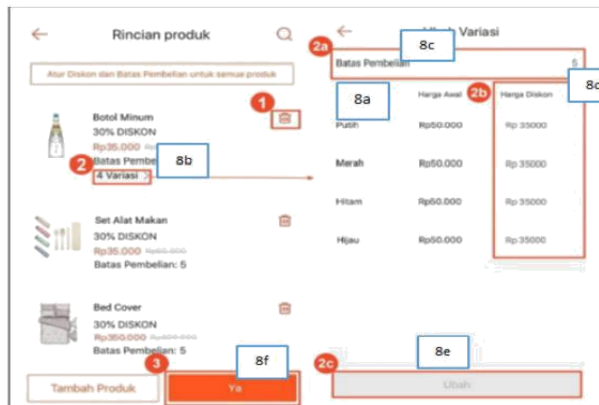 Rincian produk
Atur Diskon dan Batas Pembelian untuk semua produk
1
Botol Minum
30% DISKON
Rp35.000
Batas Pembe
2
4 Variasi >
8b
Set Alat Makan
30% DISKON
Rp35.000 Rp50.000
Batas Pembelian: 5
Bed Cover
30% DISKON
Rp350.000
Batas Pembelian: 5
3
8f
Tambah Produk
Ya
Variasi
2a
8c
Batas Pembelian
5
8a
Harga Awal
2b
Harga Diskon
Putih
Rp50.000
Rp 35000
Merah
Rp50.000
Rp 35000
Hitam
Rp50.000
Rp 35000
Hijau
Rp50.000
Rp 35000
2c
8e
Ubah